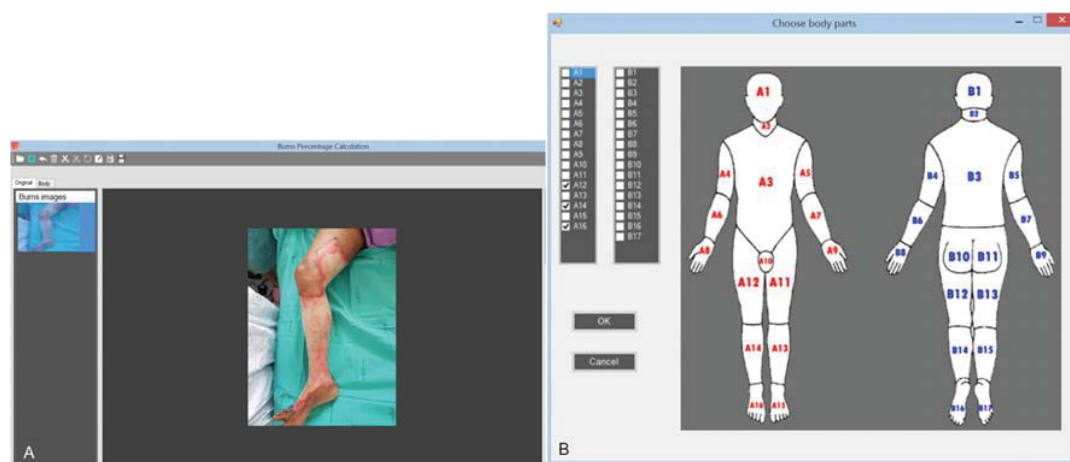 Burns Percentage Calculation
Original Body
Burns images
A
Choose body parts
A1
A2
A3
A4
A5
A6
A7
A8
A9
A10
A11
A12
A13
A14
A15
A16
B1
B2
B3
B4
B5
B6
B7
B8
B9
B10
B11
B12
B13
B14
B15
B16
B17
OK
Cancel
A1
A2
A4 A3 A5
A6 A7
A8 A10 A9
A12 A11
A14 A13
A16 A15
B1
B2
B4 B3 B5
B6 B7
B8 B10 B11 B9
B12 B13
B14 B15
B16 B17
B